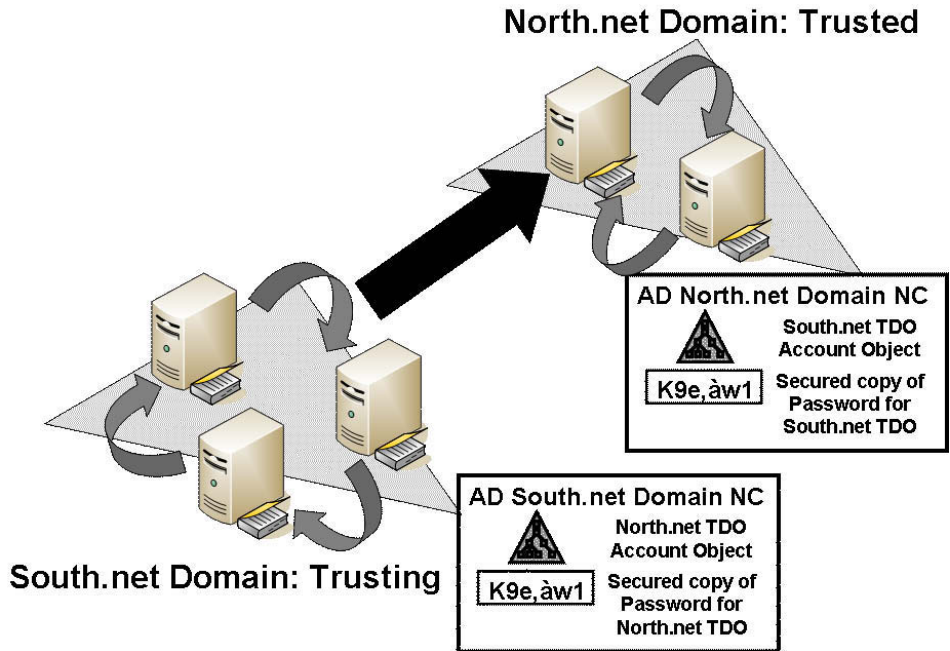 North.net Domain: Trusted
AD North.net Domain NC
South.net TDO
Account Object
K9e,àw1
Secured copy of
Password for
South.net TDO
AD South.net Domain NC
North.net TDO
Account Object
K9e,àw1
Secured copy of
Password for
North.net TDO
South.net Domain: Trusting